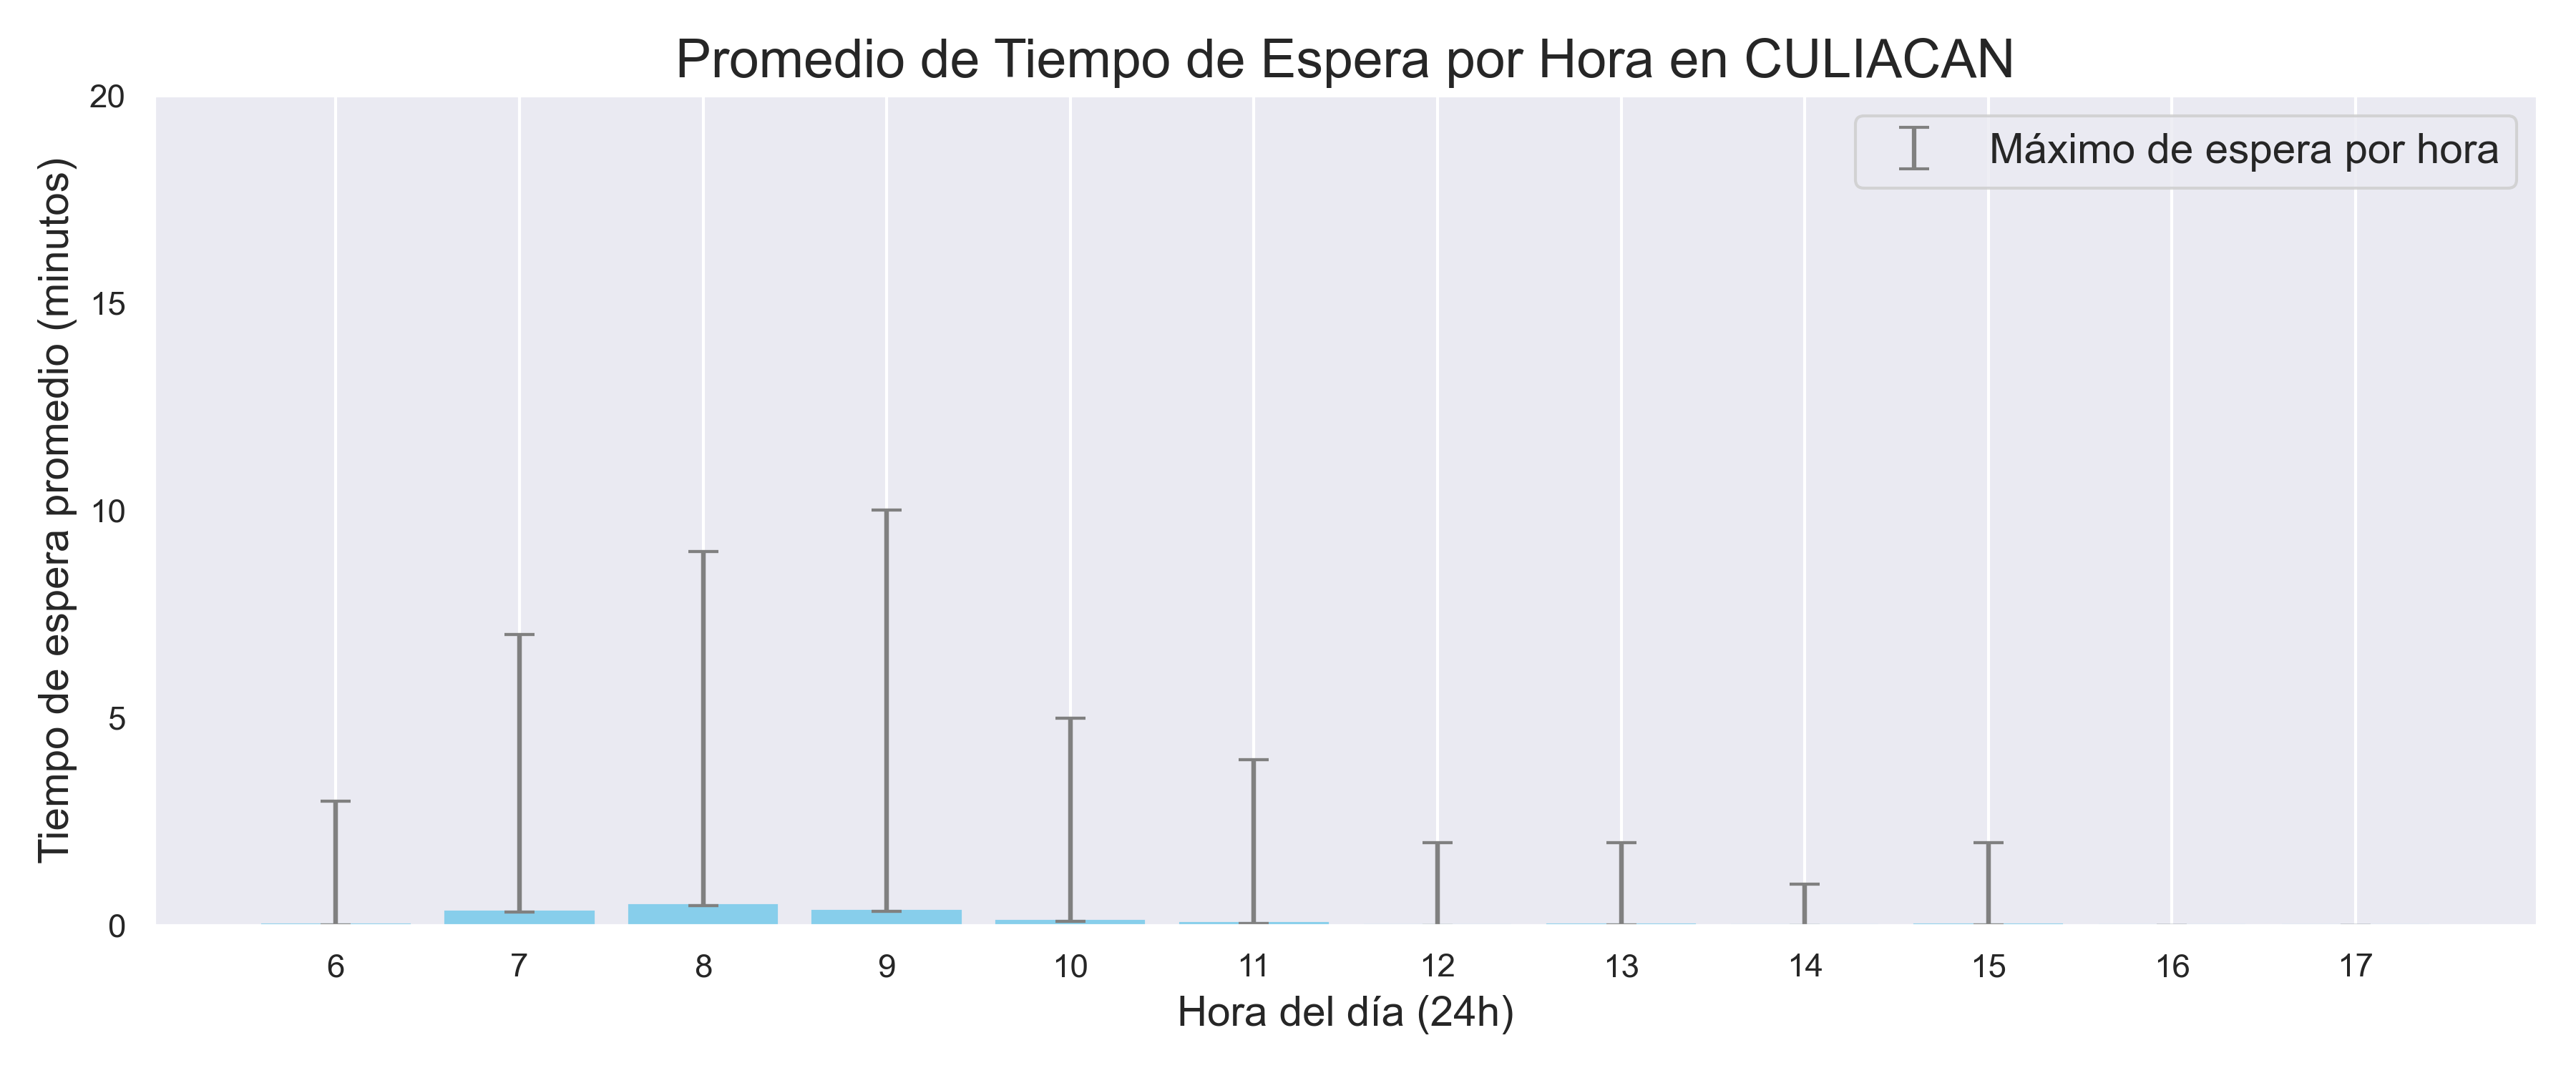 Promedio de Tiempo de Espera por Hora en CULIACAN
Máximo de espera por hora
Tiempo de espera promedio (minutos)
20
15
10
5
0
6 7 8 9 10 11 12 13 14 15 16 17
Hora del día (24h)